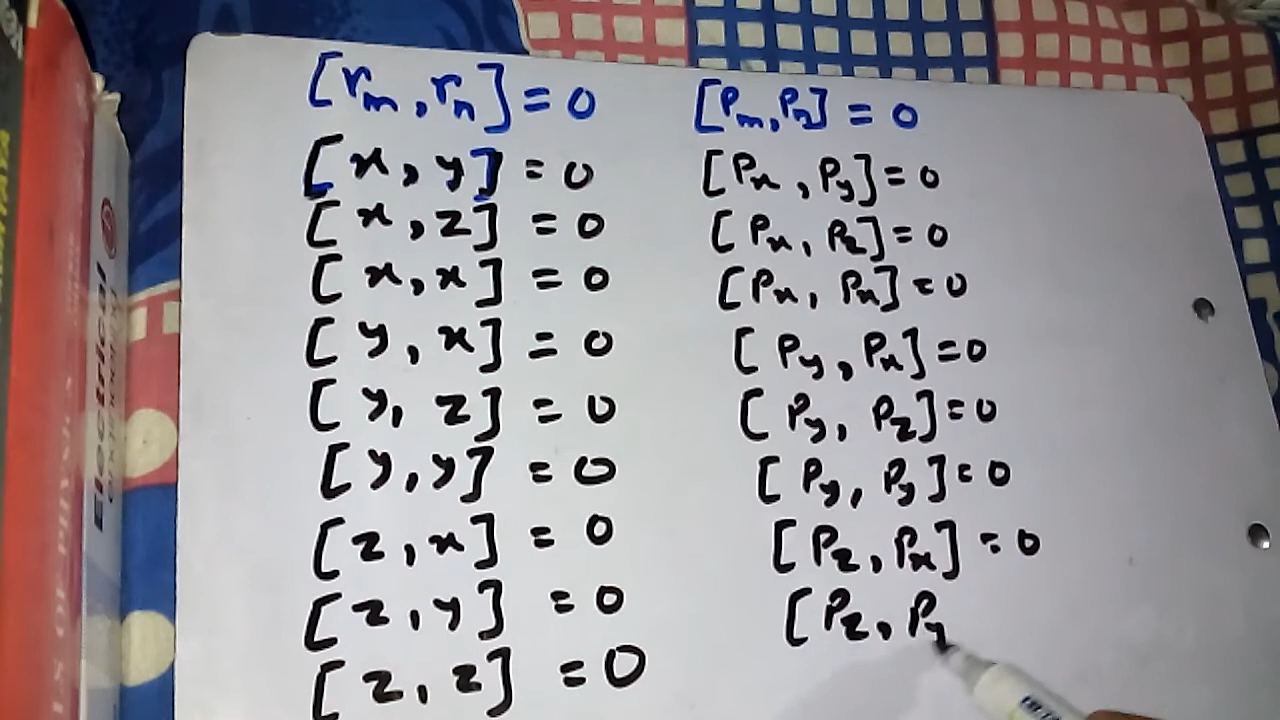 [rm, rn] = 0 [Pm, Pn] = 0
[x, y] = 0 [Px, Py] = 0
[x, z] = 0 [Px, Pz] = 0
[x, x] = 0 [Px, Px] = 0
[y, x] = 0 [Py, Px] = 0
[y, z] = 0 [Py, Pz] = 0
[y, y] = 0 [Py, Py] = 0
[z, x] = 0 [Pz, Px] = 0
[z, y] = 0 [Pz, Py
[z, z] = 0
Electrical